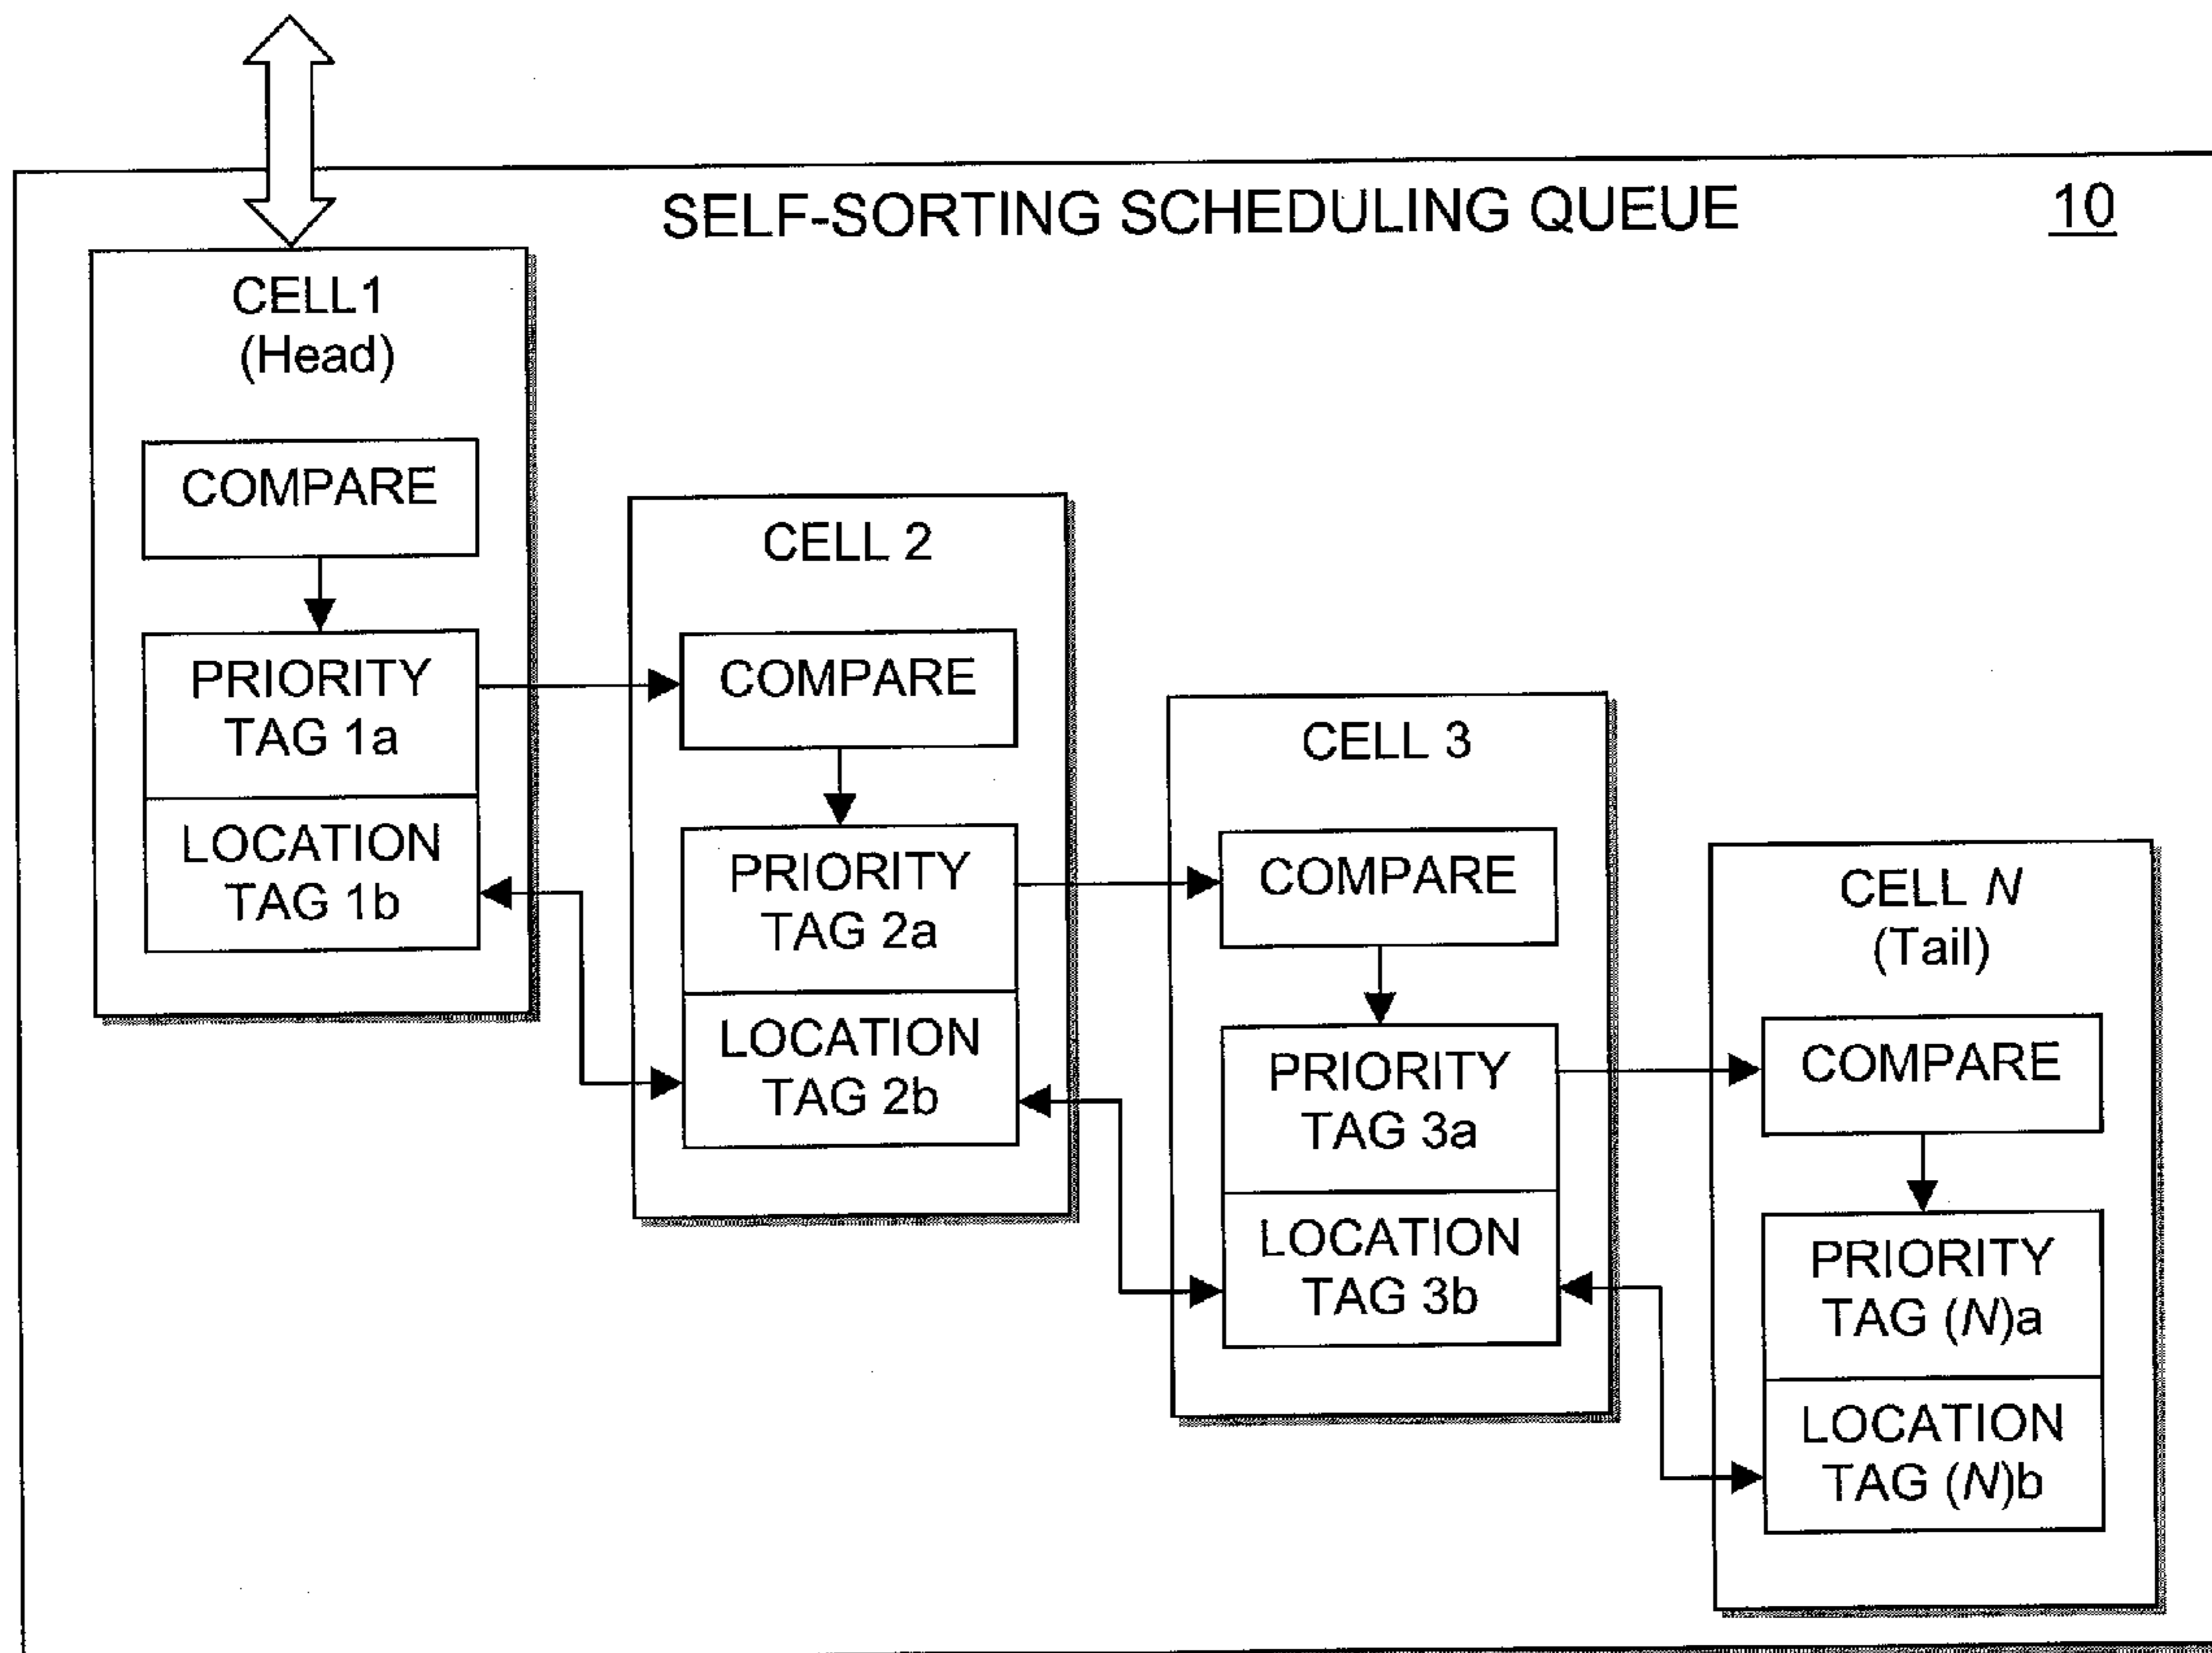 SELF-SORTING SCHEDULING QUEUE
10
CELL1
(Head)
COMPARE
PRIORITY
TAG 1a
LOCATION
TAG 1b
CELL 2
COMPARE
PRIORITY
TAG 2a
LOCATION
TAG 2b
CELL 3
COMPARE
PRIORITY
TAG 3a
LOCATION
TAG 3b
CELL N
(Tail)
COMPARE
PRIORITY
TAG (N)a
LOCATION
TAG (N)b